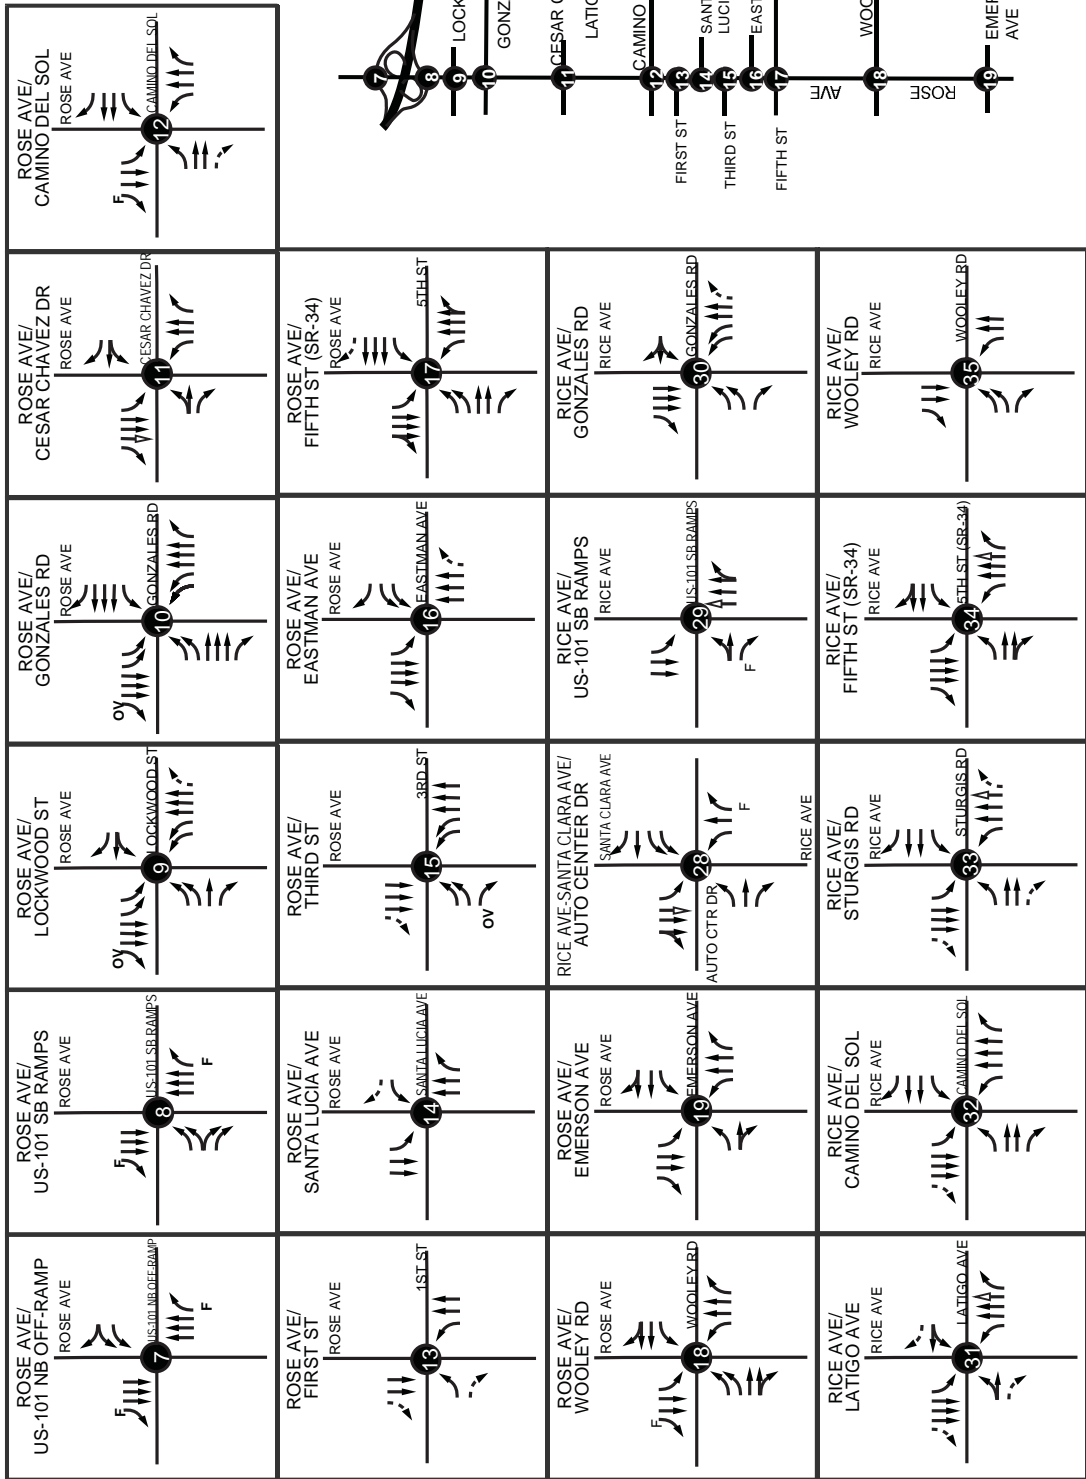 ROSE AVE/
US-101 NB OFF-RAMP
ROSE AVE
US-101 NB OFF-RAMP
7
F
F
ROSE AVE/
US-101 SB RAMPS
ROSE AVE
US-101 SB RAMPS
8
F
F
ROSE AVE/
LOCKWOOD ST
ROSE AVE
LOCKWOOD ST
9
OV
ROSE AVE/
GONZALES RD
ROSE AVE
GONZALES RD
10
OV
ROSE AVE/
CESAR CHAVEZ DR
ROSE AVE
CESAR CHAVEZ DR
11
ROSE AVE/
CAMINO DEL SOL
ROSE AVE
CAMINO DEL SOL
12
F
ROSE AVE/
FIRST ST
ROSE AVE
1ST ST
13
ROSE AVE/
SANTA LUCIA AVE
ROSE AVE
SANTA LUCIA AVE
14
ROSE AVE/
THIRD ST
ROSE AVE
3RD ST
15
OV
ROSE AVE/
EASTMAN AVE
ROSE AVE
EASTMAN AVE
16
ROSE AVE/
FIFTH ST (SR-34)
ROSE AVE
5TH ST
17
ROSE AVE/
WOOLEY RD
ROSE AVE
WOOLEY RD
18
F
ROSE AVE/
EMERSON AVE
ROSE AVE
EMERSON AVE
19
RICE AVE-SANTA CLARA AVE/
AUTO CENTER DR
SANTA CLARA AVE
28
AUTO CTR DR
F
RICE AVE
RICE AVE/
US-101 SB RAMPS
RICE AVE
US-101 SB RAMPS
29
F
RICE AVE/
GONZALES RD
RICE AVE
GONZALES RD
30
RICE AVE/
LATIGO AVE
RICE AVE
LATIGO AVE
31
RICE AVE/
CAMINO DEL SOL
RICE AVE
CAMINO DEL SOL
32
RICE AVE/
STURGIS RD
RICE AVE
STURGIS RD
33
RICE AVE/
FIFTH ST (SR-34)
RICE AVE
5TH ST (SR-34)
34
RICE AVE/
WOOLEY RD
RICE AVE
WOOLEY RD
35
7
8
9
LOCK
10
GONZ
11
CESAR C
LATIG
12
CAMINO
13
FIRST ST
14
SANT
LUCI
15
THIRD ST
16
EAST
17
FIFTH ST
AVE
18
WOO
ROSE
19
EMER
AVE